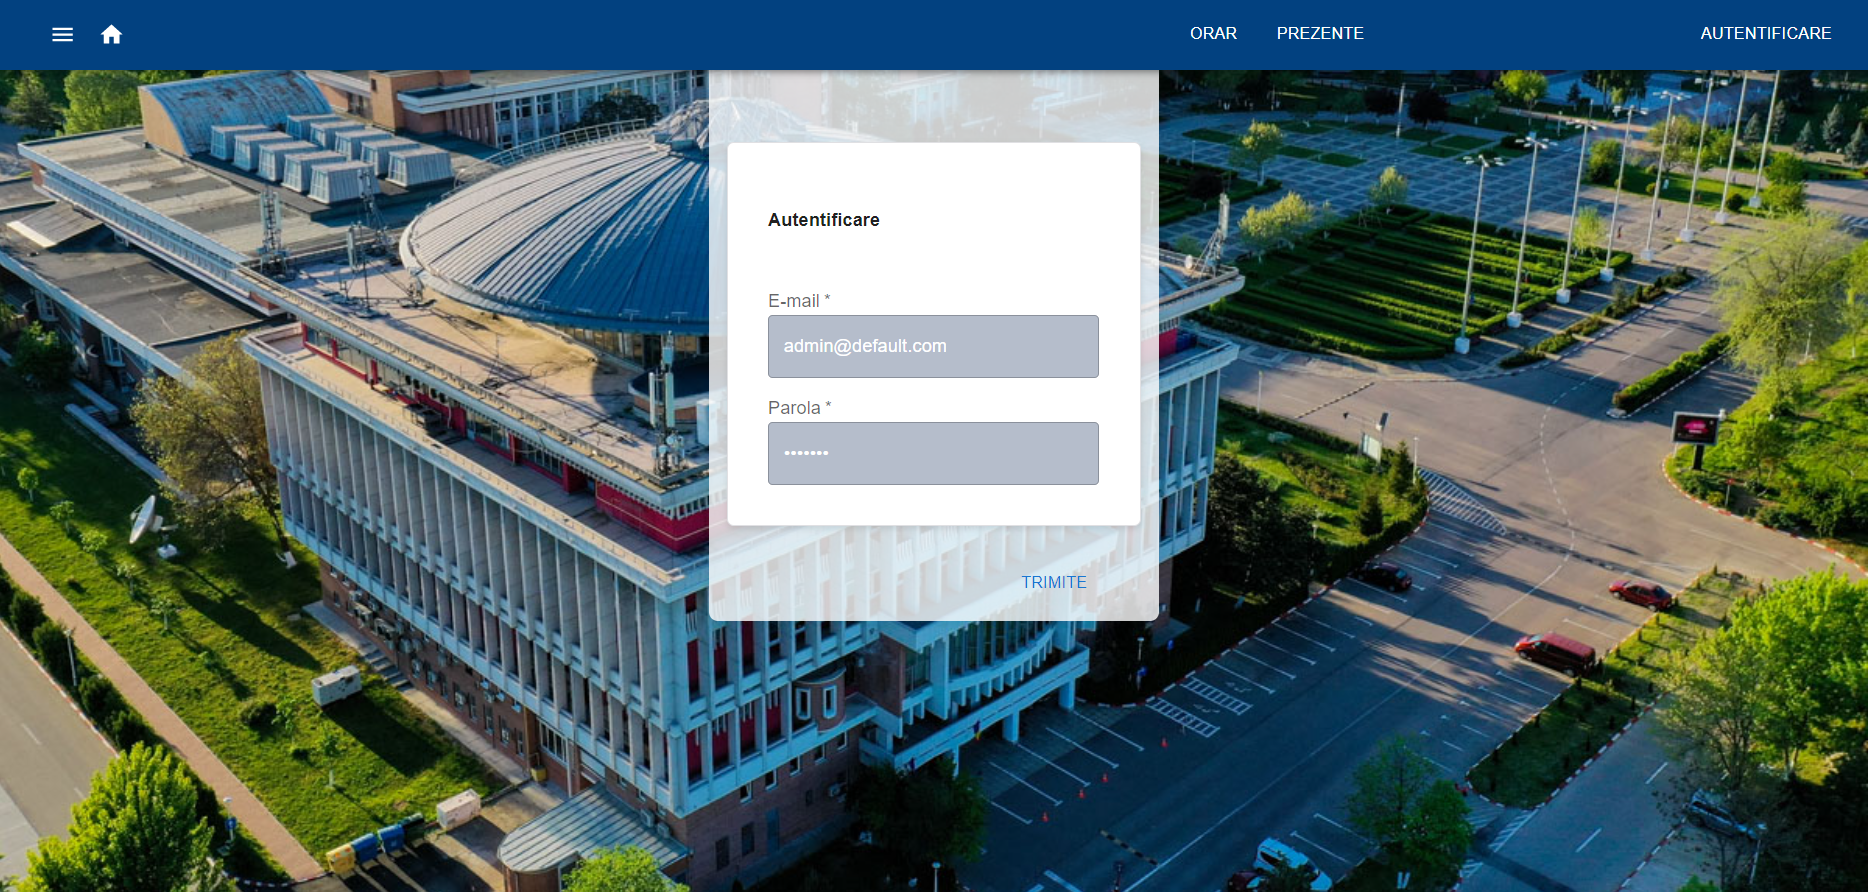 ORAR PREZENTE AUTENTIFICARE
Autentificare
E-mail *
admin@default.com
Parola *
•••••••
TRIMITE